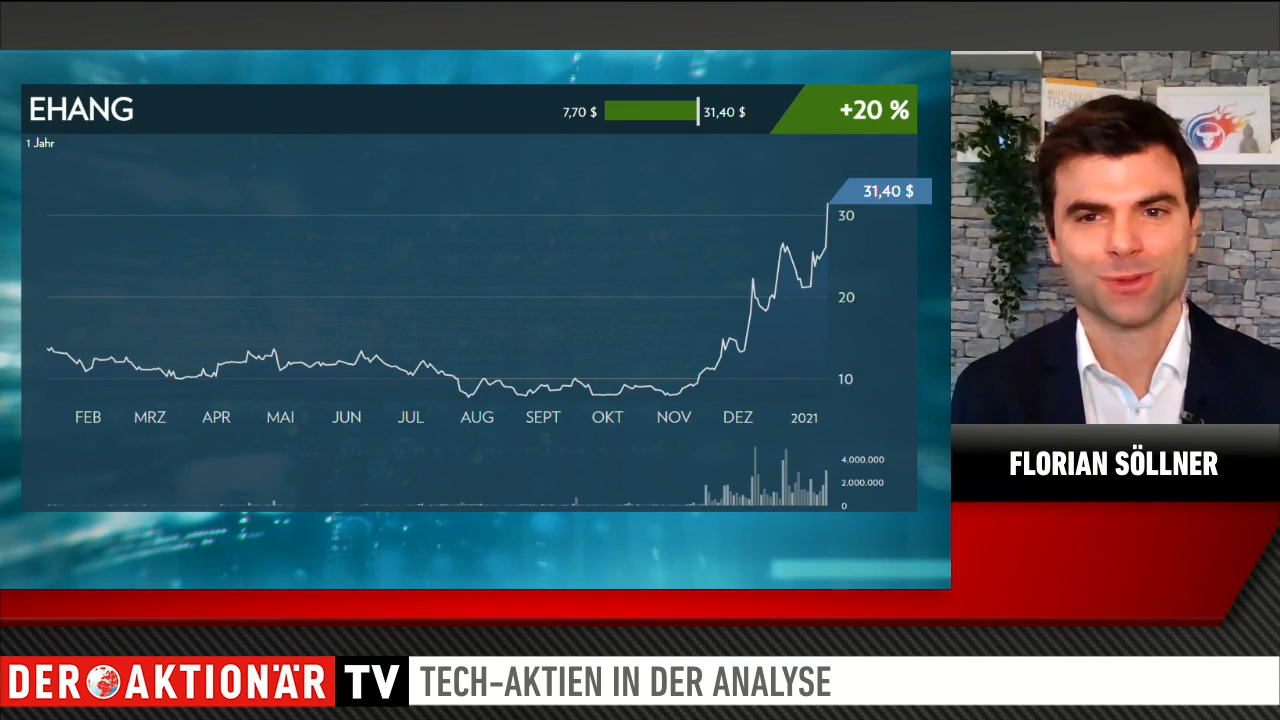 EHANG
7,70 $
31,40 $
+20 %
1 Jahr
31,40 $
30
20
10
FEB MRZ APR MAI JUN JUL AUG SEPT OKT NOV DEZ 2021
4.000.000
2.000.000
0
FLORIAN SÖLLNER
DER AKTIONÄR TV
TECH-AKTIEN IN DER ANALYSE